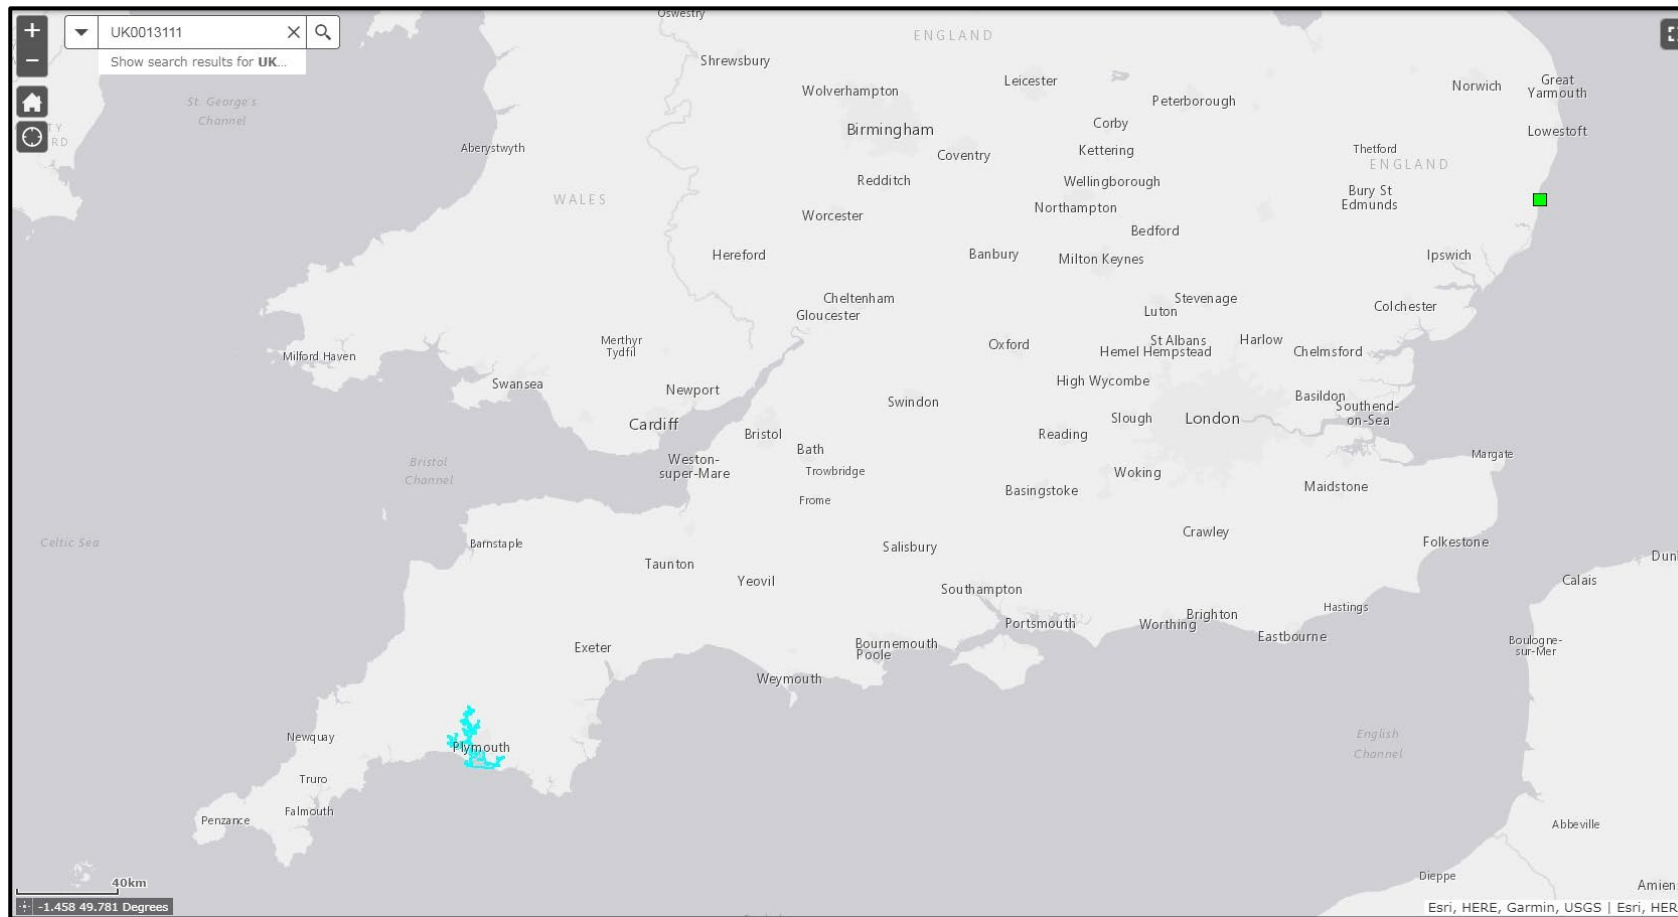 Oswestry
+
UK0013111
ENGLAND
−
Show search results for UK...
Shrewsbury
Leicester
Norwich
Great
Yarmouth
Wolverhampton
Peterborough
St. George's
Channel
Birmingham
Corby
Lowestoft
Aberystwyth
Coventry
Kettering
Thetford
ENGLAND
Redditch
Wellingborough
Bury St
Edmunds
WALES
Worcester
Northampton
Bedford
Hereford
Banbury
Milton Keynes
Ipswich
Cheltenham
Stevenage
Colchester
Gloucester
Luton
Merthyr
Tydfil
Oxford
St Albans
Harlow
Milford Haven
Hemel Hempstead
Chelmsford
Swansea
Newport
High Wycombe
Swindon
Basildon
Southend-
on-Sea
Cardiff
Slough
London
Bristol
Reading
Bath
Weston-
super-Mare
Margate
Bristol
Channel
Trowbridge
Woking
Basingstoke
Maidstone
Frome
Crawley
Celtic Sea
Barnstaple
Salisbury
Folkestone
Taunton
Yeovil
Calais
Southampton
Hastings
Portsmouth
Worthing
Brighton
Eastbourne
Exeter
Bournemouth
Poole
Boulogne-
sur-Mer
Weymouth
Newquay
Plymouth
English
Channel
Truro
Falmouth
Penzance
Abbeville
40km
Dieppe
Amien
-1.458 49.781 Degrees
Esri, HERE, Garmin, USGS | Esri, HER